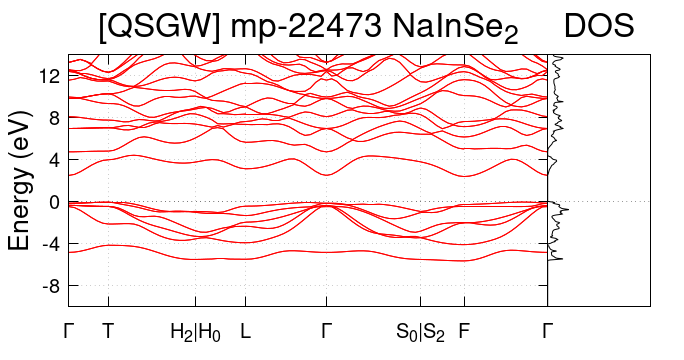 [QSGW] mp-22473 NaInSe₂ DOS
Energy (eV)
12
8
4
0
-4
-8
Γ T H₂|H₀ L Γ S₀|S₂ F Γ